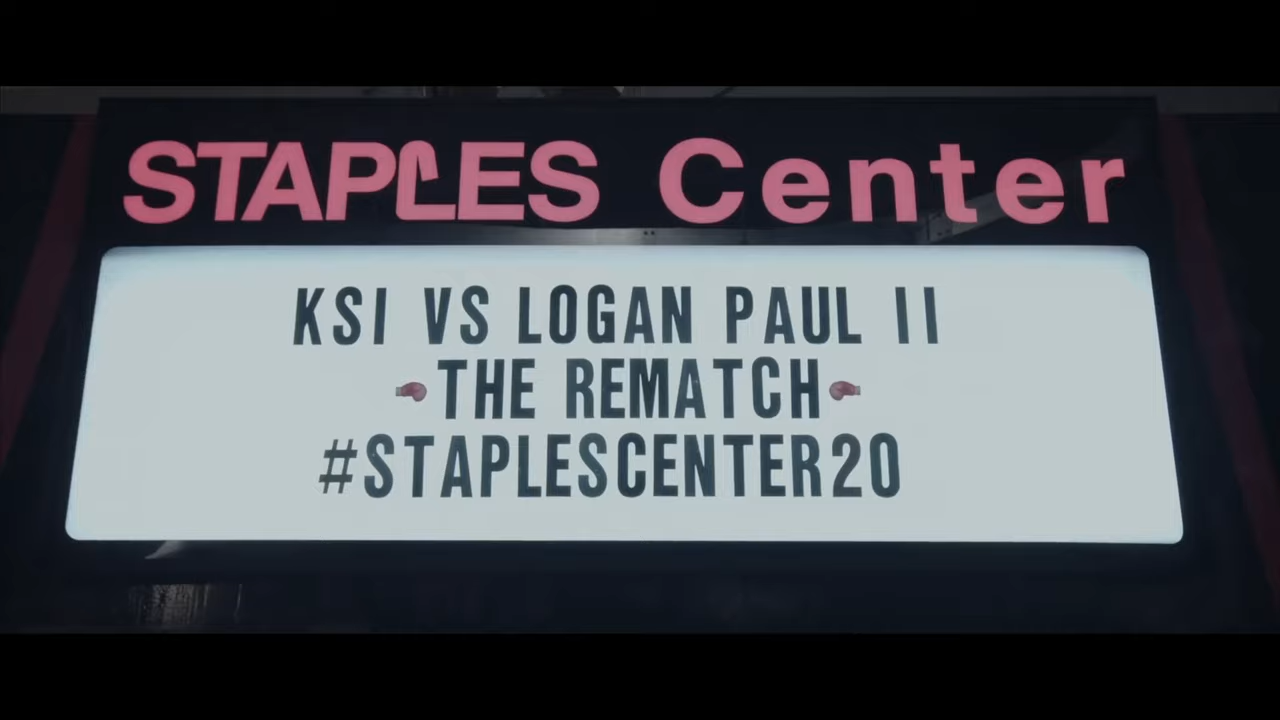 STAPLES Center
KSI VS LOGAN PAUL II
THE REMATCH
#STAPLESCENTER20